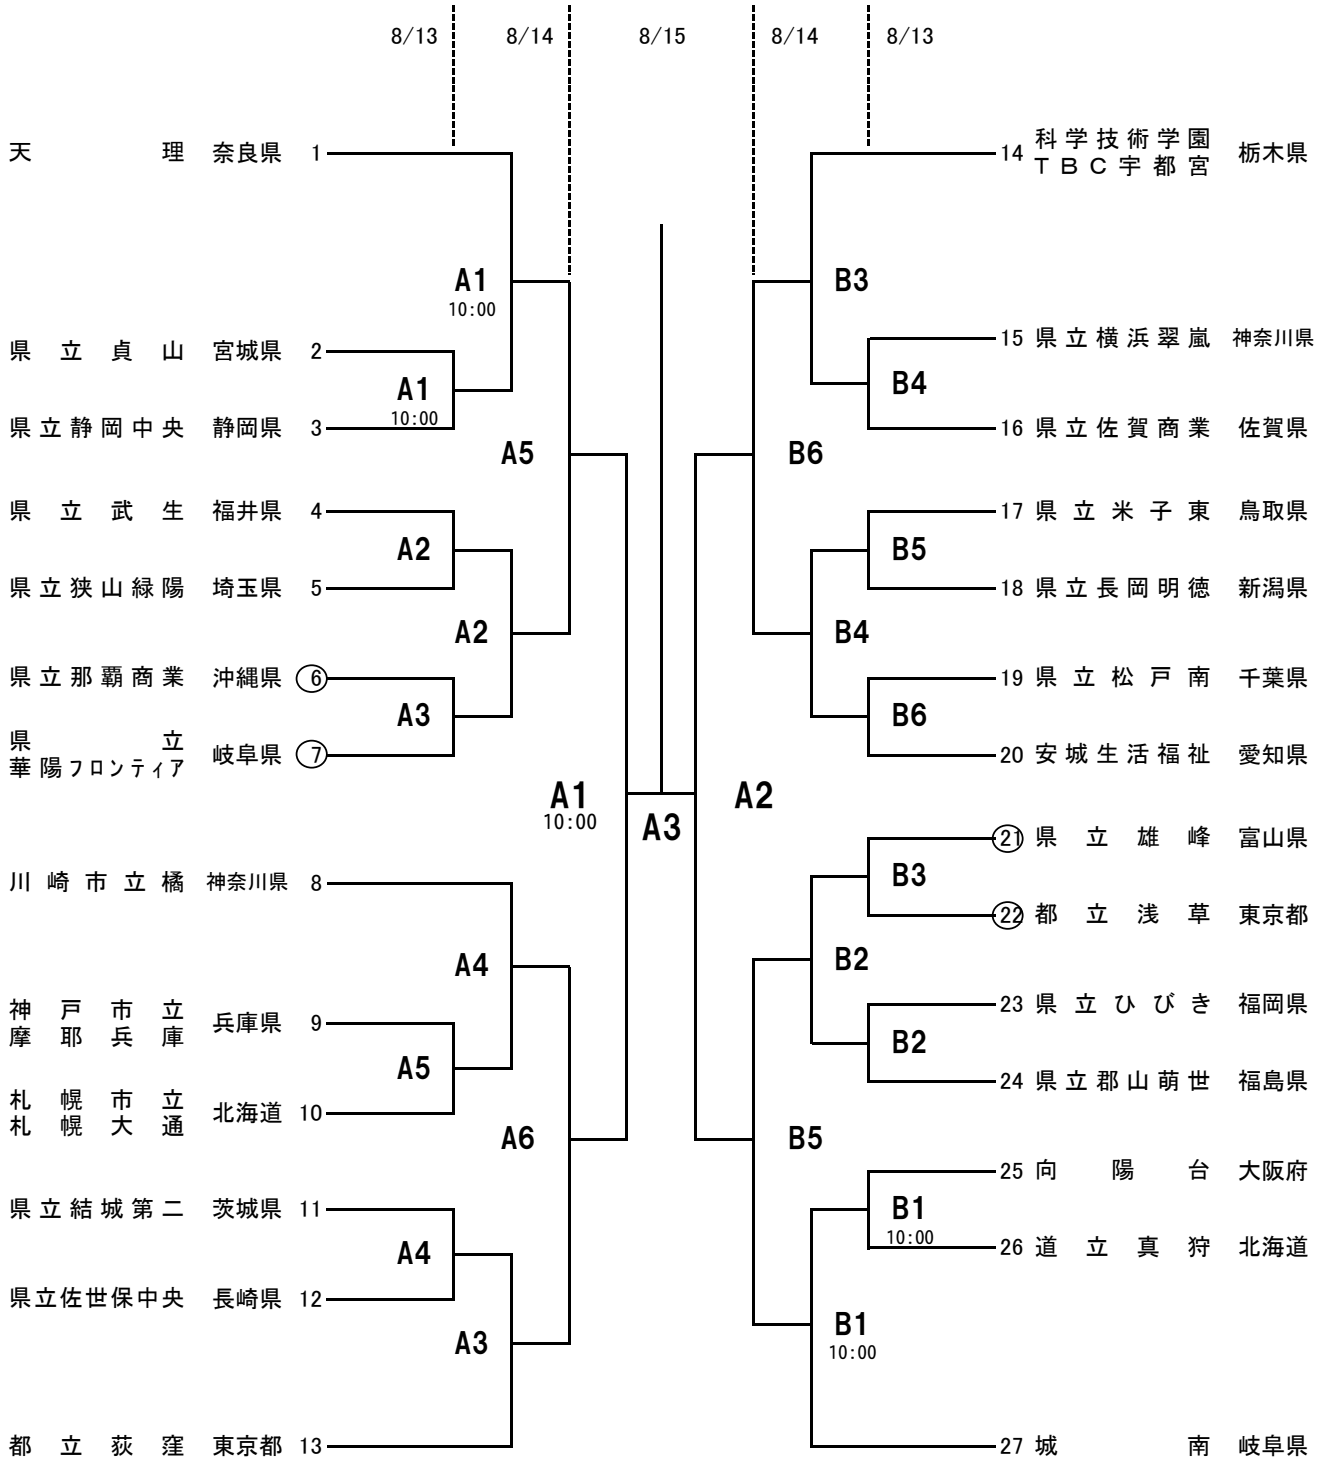 8/13 8/14 8/15 8/14 8/13
天理 奈良県 1
A1
10:00
県立貞山 宮城県 2
A1
10:00
県立静岡中央 静岡県 3
A5
県立武生 福井県 4
A2
県立狭山緑陽 埼玉県 5
A2
県立那覇商業 沖縄県 6
A3
県立
華陽フロンティア 岐阜県 7
A1
10:00
川崎市立橘 神奈川県 8
A4
神戸市立
摩耶兵庫 兵庫県 9
A5
札幌市立
札幌大通 北海道 10
A6
県立結城第二 茨城県 11
A4
県立佐世保中央 長崎県 12
A3
都立荻窪 東京都 13
A3
14 科学技術学園
TBC宇都宮 栃木県
B3
15 県立横浜翠嵐 神奈川県
B4
16 県立佐賀商業 佐賀県
B6
17 県立米子東 鳥取県
B5
18 県立長岡明徳 新潟県
B4
19 県立松戸南 千葉県
B6
20 安城生活福祉 愛知県
A2
21 県立雄峰 富山県
B3
22 都立浅草 東京都
B2
23 県立ひびき 福岡県
B2
24 県立郡山萌世 福島県
B5
25 向陽台 大阪府
B1
10:00
26 道立真狩 北海道
B1
10:00
27 城南 岐阜県